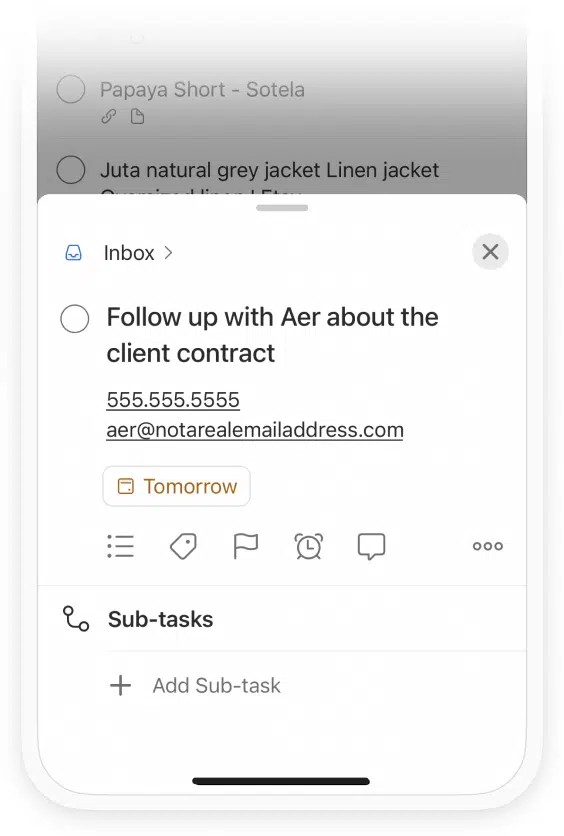 Papaya Short - Sotela
Juta natural grey jacket Linen jacket
Inbox
Follow up with Aer about the
client contract
555.555.5555
aer@notarealemailaddress.com
Tomorrow
Sub-tasks
Add Sub-task